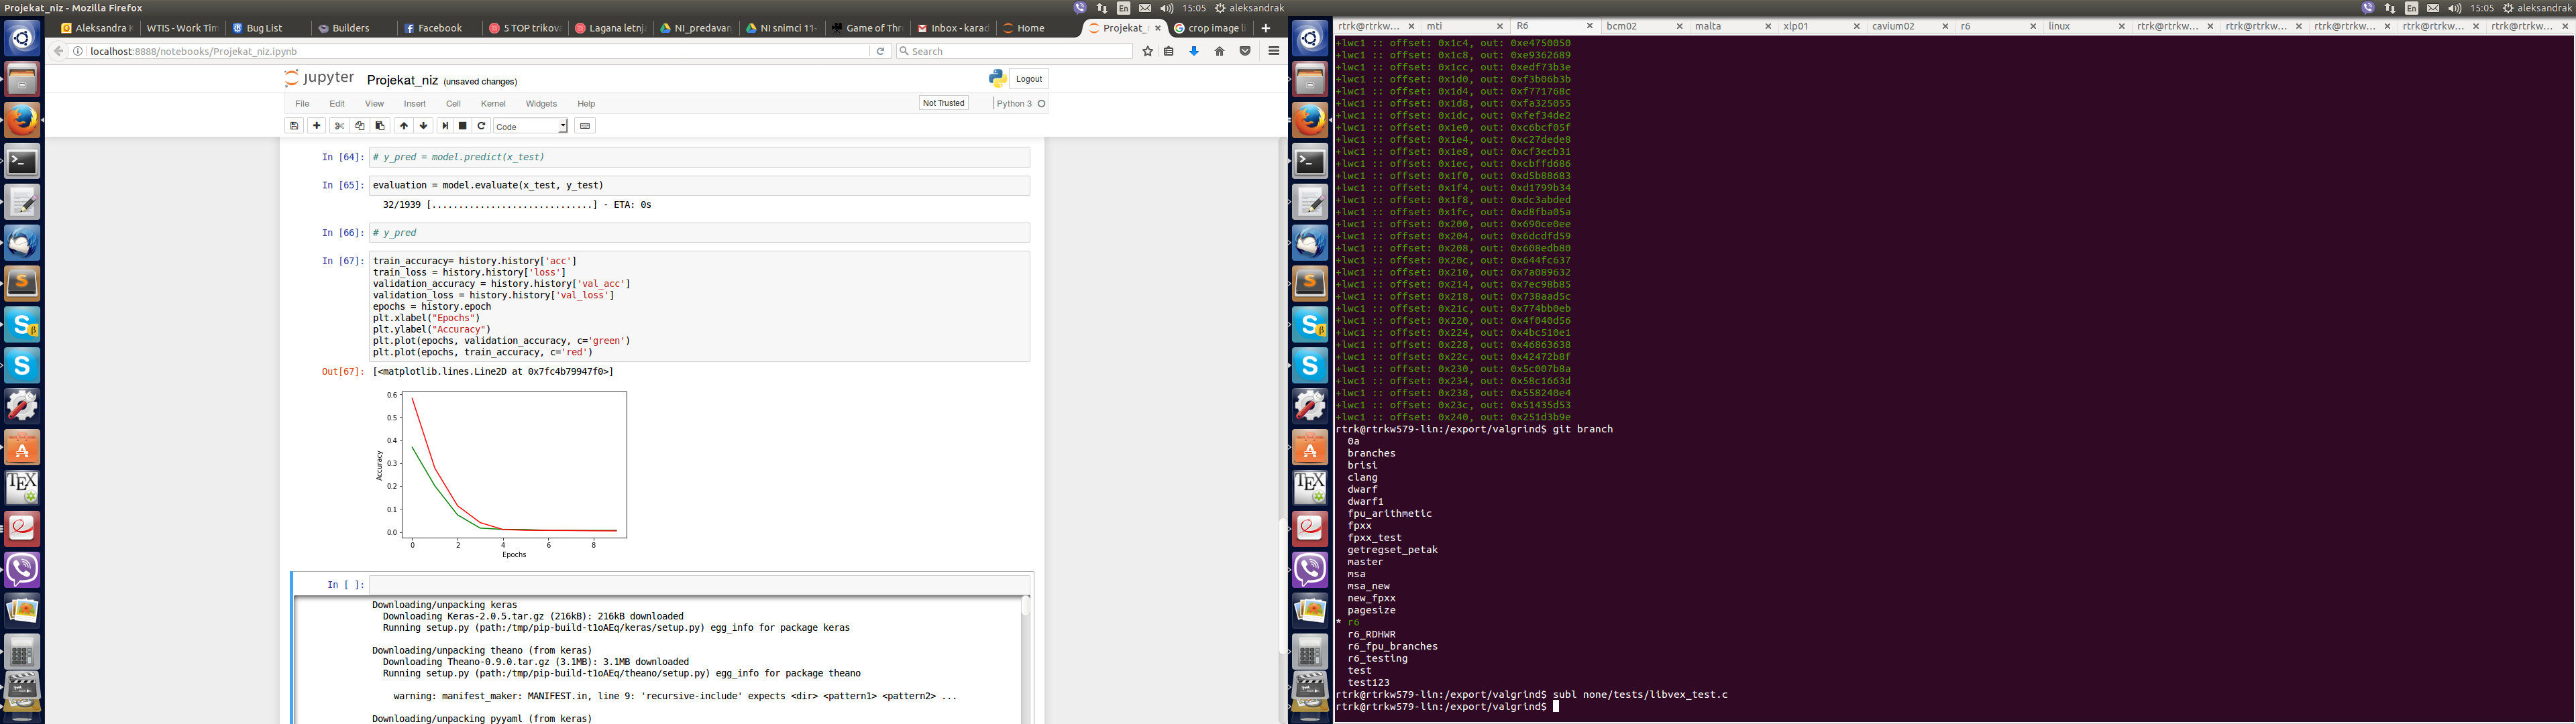 Projekat_niz - Mozilla Firefox
En
15:05
aleksandrak
Aleksandra K
WTIS - Work Tim
Bug List
Builders
Facebook
5 TOP trikova
Lagana letnj
NI_predavan
NI snimci 11-
Game of Thr
Inbox - karad
Home
Projekat_
crop image li
localhost:8888/notebooks/Projekat_niz.ipynb
Search
jupyter
Projekat_niz (unsaved changes)
Logout
File Edit View Insert Cell Kernel Widgets Help
Not Trusted
Python 3
Code
In [64]: # y_pred = model.predict(x_test)
In [65]: evaluation = model.evaluate(x_test, y_test)
32/1939 [..............................] - ETA: 0s
In [66]: # y_pred
In [67]: train_accuracy= history.history['acc']
train_loss = history.history['loss']
validation_accuracy = history.history['val_acc']
validation_loss = history.history['val_loss']
epochs = history.epoch
plt.xlabel("Epochs")
plt.ylabel("Accuracy")
plt.plot(epochs, validation_accuracy, c='green')
plt.plot(epochs, train_accuracy, c='red')
Out[67]: [<matplotlib.lines.Line2D at 0x7fc4b79947f0>]
0.6
0.5
0.4
0.3
0.2
0.1
0.0
Accuracy
0 2 4 6 8
Epochs
In [ ]:
Downloading/unpacking keras
Downloading Keras-2.0.5.tar.gz (216kB): 216kB downloaded
Running setup.py (path:/tmp/pip-build-t1oAEq/keras/setup.py) egg_info for package keras
Downloading/unpacking theano (from keras)
Downloading Theano-0.9.0.tar.gz (3.1MB): 3.1MB downloaded
Running setup.py (path:/tmp/pip-build-t1oAEq/theano/setup.py) egg_info for package theano
warning: manifest_maker: MANIFEST.in, line 9: 'recursive-include' expects <dir> <pattern1> <pattern2> ...
Downloading/unpacking pyyaml (from keras)
En
15:05
aleksandrak
rtrk@rtrkw...
mti
R6
bcm02
malta
xlp01
cavium02
r6
linux
rtrk@rtrkw...
rtrk@rtrkw...
rtrk@rtrkw...
rtrk@rtrkw...
rtrk@rtrkw...
+lwc1 :: offset: 0x1c4, out: 0xe4750050
+lwc1 :: offset: 0x1c8, out: 0xe9362689
+lwc1 :: offset: 0x1cc, out: 0xedf73b3e
+lwc1 :: offset: 0x1d0, out: 0xf3b06b3b
+lwc1 :: offset: 0x1d4, out: 0xf771768c
+lwc1 :: offset: 0x1d8, out: 0xfa325055
+lwc1 :: offset: 0x1dc, out: 0xfef34de2
+lwc1 :: offset: 0x1e0, out: 0xc6bcf05f
+lwc1 :: offset: 0x1e4, out: 0xc27dede8
+lwc1 :: offset: 0x1e8, out: 0xcf3ecb31
+lwc1 :: offset: 0x1ec, out: 0xcbffd686
+lwc1 :: offset: 0x1f0, out: 0xd5b88683
+lwc1 :: offset: 0x1f4, out: 0xd1799b34
+lwc1 :: offset: 0x1f8, out: 0xdc3abded
+lwc1 :: offset: 0x1fc, out: 0xd8fba05a
+lwc1 :: offset: 0x200, out: 0x690ce0ee
+lwc1 :: offset: 0x204, out: 0x6dcdfd59
+lwc1 :: offset: 0x208, out: 0x608edb80
+lwc1 :: offset: 0x20c, out: 0x644fc637
+lwc1 :: offset: 0x210, out: 0x7a089632
+lwc1 :: offset: 0x214, out: 0x7ec98b85
+lwc1 :: offset: 0x218, out: 0x738aad5c
+lwc1 :: offset: 0x21c, out: 0x774bb0eb
+lwc1 :: offset: 0x220, out: 0x4f040d56
+lwc1 :: offset: 0x224, out: 0x4bc510e1
+lwc1 :: offset: 0x228, out: 0x46863638
+lwc1 :: offset: 0x22c, out: 0x42472b8f
+lwc1 :: offset: 0x230, out: 0x5c007b8a
+lwc1 :: offset: 0x234, out: 0x58c1663d
+lwc1 :: offset: 0x238, out: 0x558240e4
+lwc1 :: offset: 0x23c, out: 0x51435d53
+lwc1 :: offset: 0x240, out: 0x251d3b9e
rtrk@rtrkw579-lin:/export/valgrind$ git branch
0a
branches
brisi
clang
dwarf
dwarf1
fpu_arithmetic
fpxx
fpxx_test
getregset_petak
master
msa
msa_new
new_fpxx
pagesize
* r6
r6_RDHWR
r6_fpu_branches
r6_testing
test
test123
rtrk@rtrkw579-lin:/export/valgrind$ subl none/tests/libvex_test.c
rtrk@rtrkw579-lin:/export/valgrind$